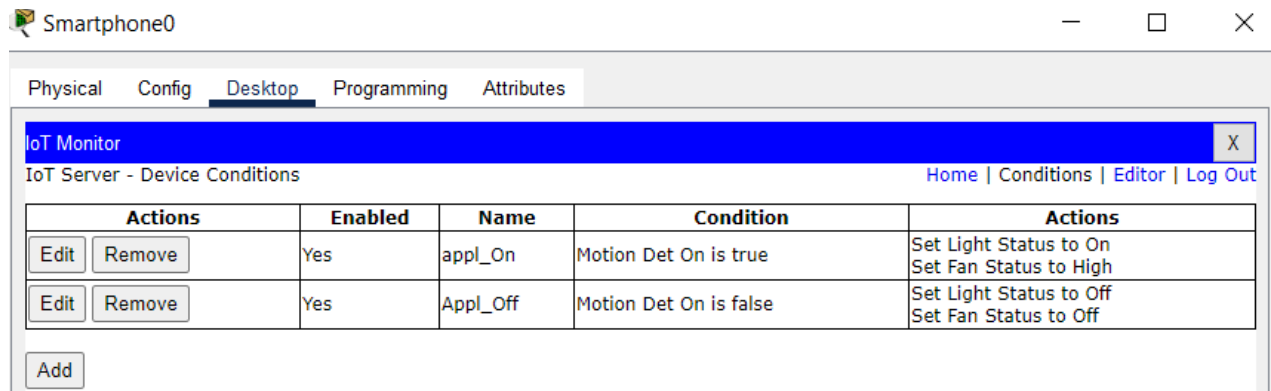 Smartphone0
Physical Config Desktop Programming Attributes
IoT Monitor X
IoT Server - Device Conditions Home | Conditions | Editor | Log Out
Actions Enabled Name Condition Actions
Edit Remove Yes appl_On Motion Det On is true Set Light Status to On
Set Fan Status to High
Edit Remove Yes Appl_Off Motion Det On is false Set Light Status to Off
Set Fan Status to Off
Add